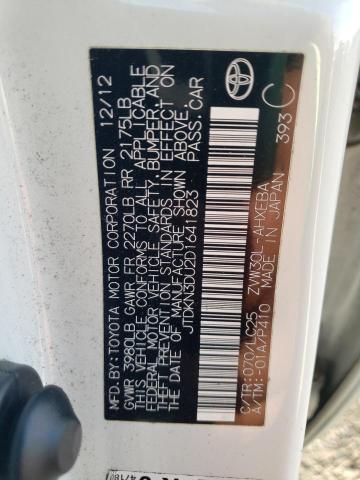 MFD. BY: TOYOTA MOTOR CORPORATION 12/12
GVWR 3980LB GAWR FR 2270LB RR 2175LB
THIS VEHICLE CONFORMS TO ALL APPLICABLE
FEDERAL MOTOR VEHICLE SAFETY, BUMPER, AND
THEFT PREVENTION STANDARDS IN EFFECT ON
THE DATE OF MANUFACTURE SHOWN ABOVE.
JTDKN3DU2D1641823 PASS.CAR
393 C
C/TR: 070/LC25 ZVW30L-AHXEBA
A/TM: -01A/P410 MADE IN JAPAN